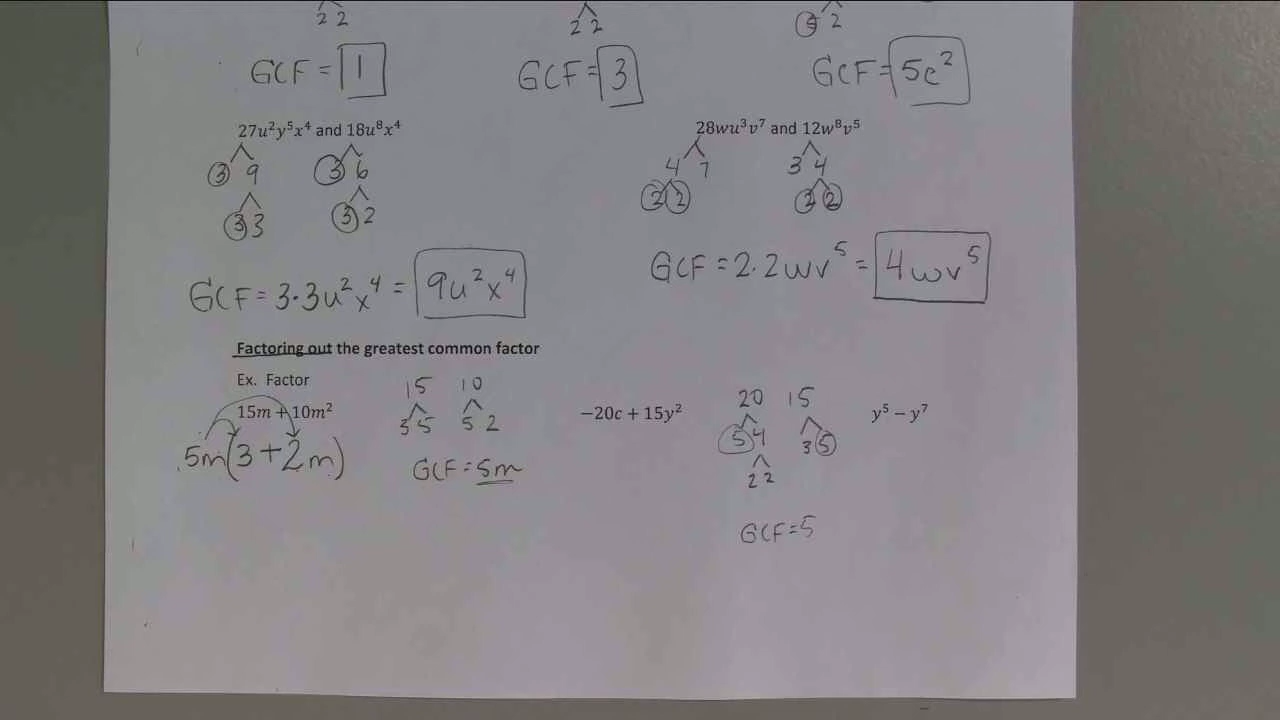 2 2
2 2
5 2
GCF = 1
GCF = 3
GCF = 5c²
27u²y⁵x⁴ and 18u⁸x⁴
3 9
3 6
3 3
3 2
GCF = 3·3u²x⁴ = 9u²x⁴
28wu³v⁷ and 12w⁸v⁵
4 7
3 4
2 2
2 2
GCF = 2·2wv⁵ = 4wv⁵
Factoring out the greatest common factor
Ex. Factor
15m + 10m²
5m(3+2m)
15 10
3 5 5 2
GCF = 5m
−20c + 15y²
20 15
5 4 3 5
2 2
GCF = 5
y⁵ − y⁷